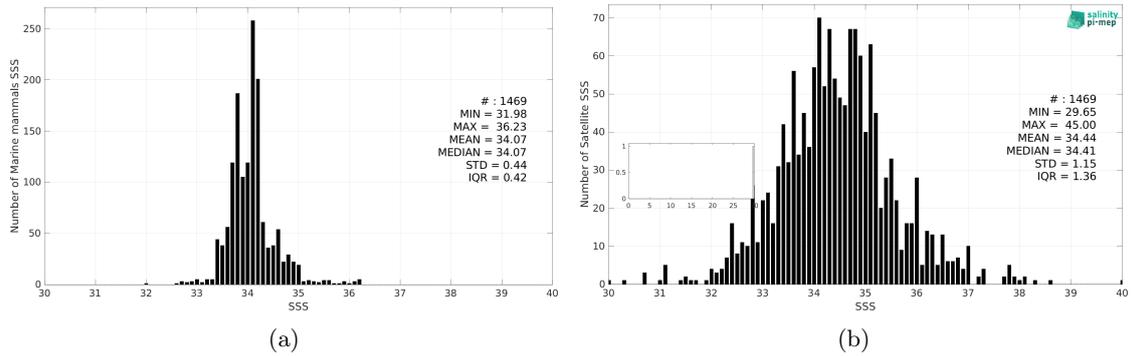 250
200
150
100
50
0
Number of Marine mammals SSS
# : 1469
MIN = 31.98
MAX = 36.23
MEAN = 34.07
MEDIAN = 34.07
STD = 0.44
IQR = 0.42
30 31 32 33 34 35 36 37 38 39 40
SSS
(a)
salinity
pi-mep
70
60
50
40
30
20
10
0
Number of Satellite SSS
# : 1469
MIN = 29.65
MAX = 45.00
MEAN = 34.44
MEDIAN = 34.41
STD = 1.15
IQR = 1.36
1
0.5
0
0 5 10 15 20 25
30 31 32 33 34 35 36 37 38 39 40
SSS
(b)